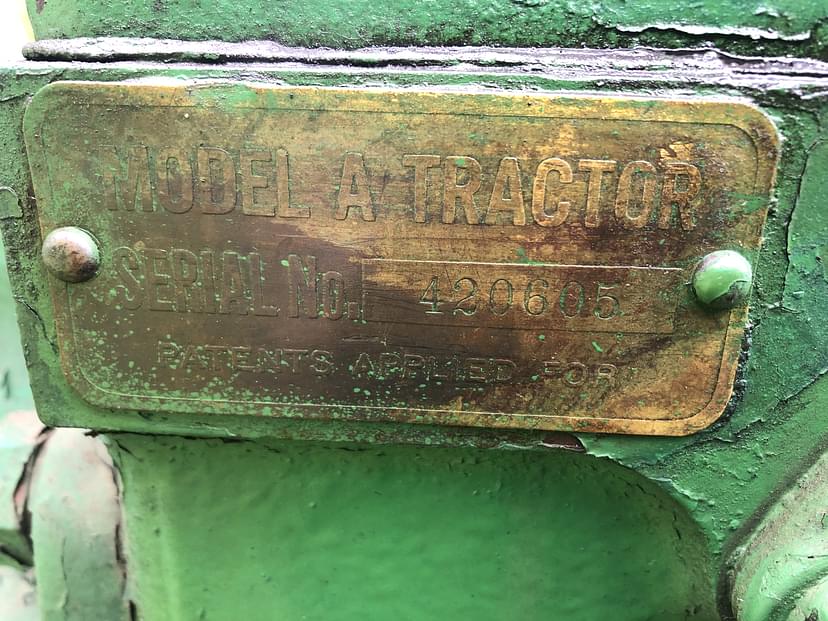 MODEL A TRACTOR
SERIAL No. 420605
PATENTS APPLIED FOR